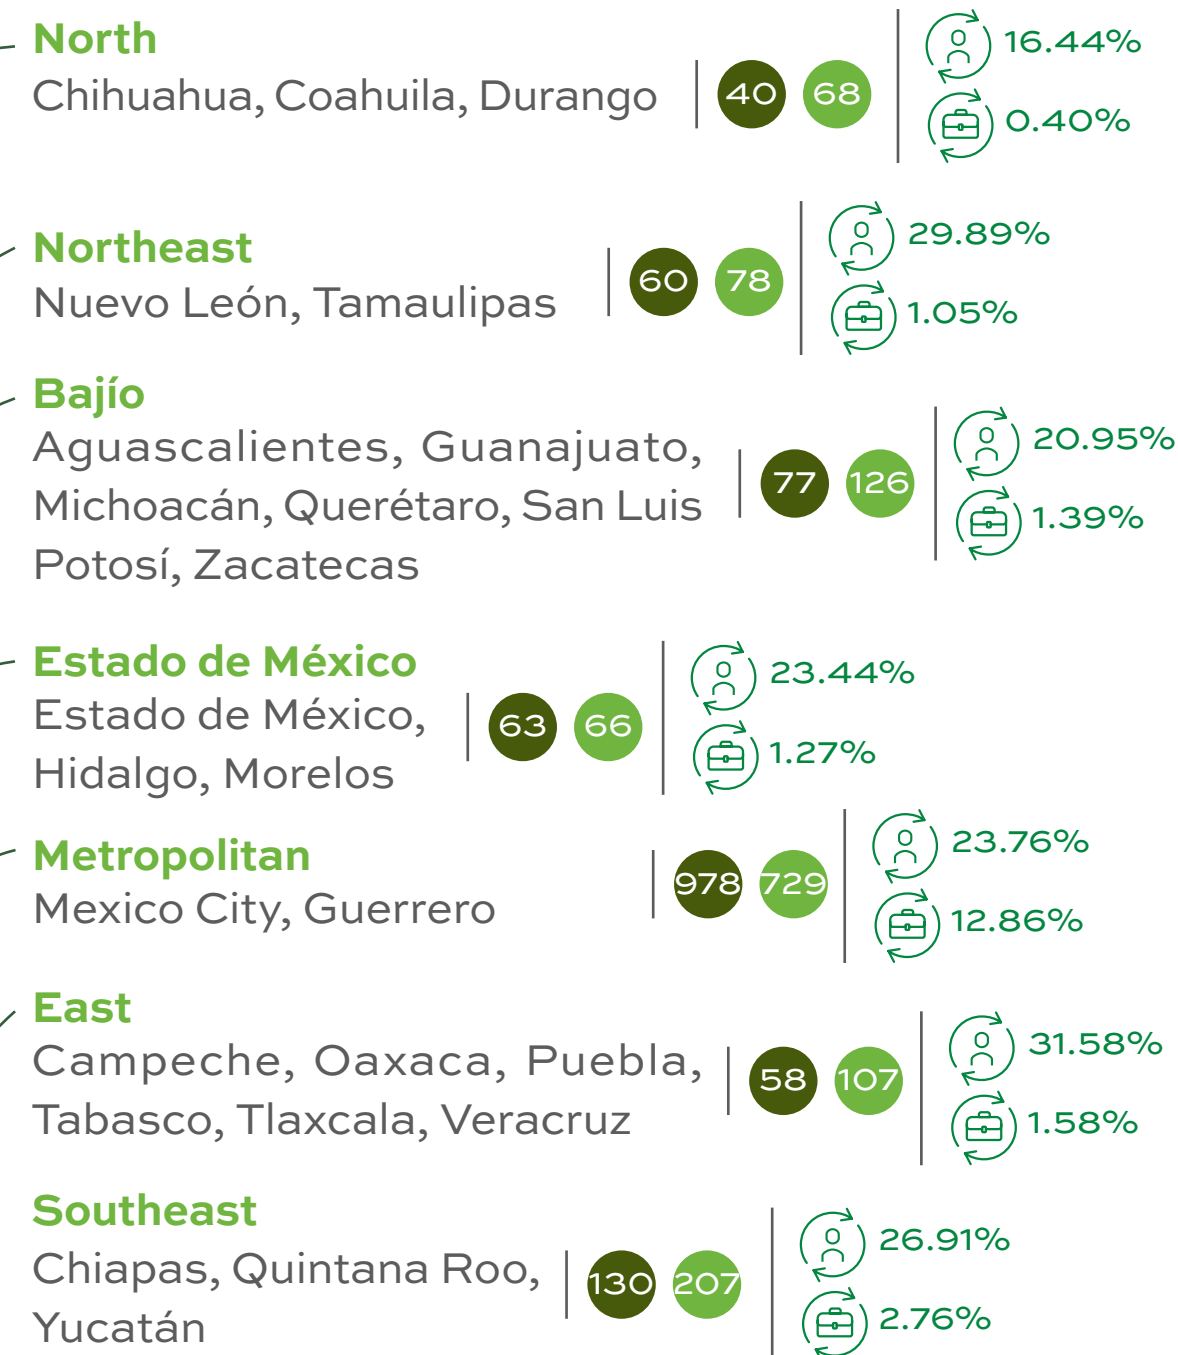 North
Chihuahua, Coahuila, Durango
40 68
16.44%
0.40%
Northeast
Nuevo León, Tamaulipas
60 78
29.89%
1.05%
Bajío
Aguascalientes, Guanajuato,
Michoacán, Querétaro, San Luis
Potosí, Zacatecas
77 126
20.95%
1.39%
Estado de México
Estado de México,
Hidalgo, Morelos
63 66
23.44%
1.27%
Metropolitan
Mexico City, Guerrero
978 729
23.76%
12.86%
East
Campeche, Oaxaca, Puebla,
Tabasco, Tlaxcala, Veracruz
58 107
31.58%
1.58%
Southeast
Chiapas, Quintana Roo,
Yucatán
130 207
26.91%
2.76%